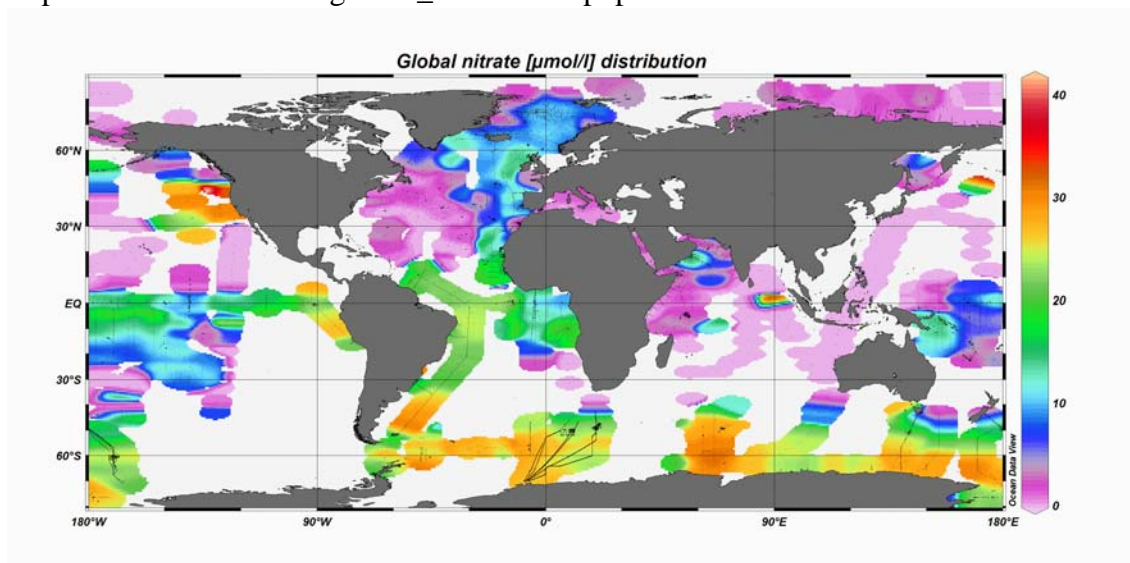 Global nitrate [µmol/l] distribution
40
60°N
30
30°N
20
EQ
30°S
10
60°S
Ocean Data View
0
180°W
90°W
0°
90°E
180°E